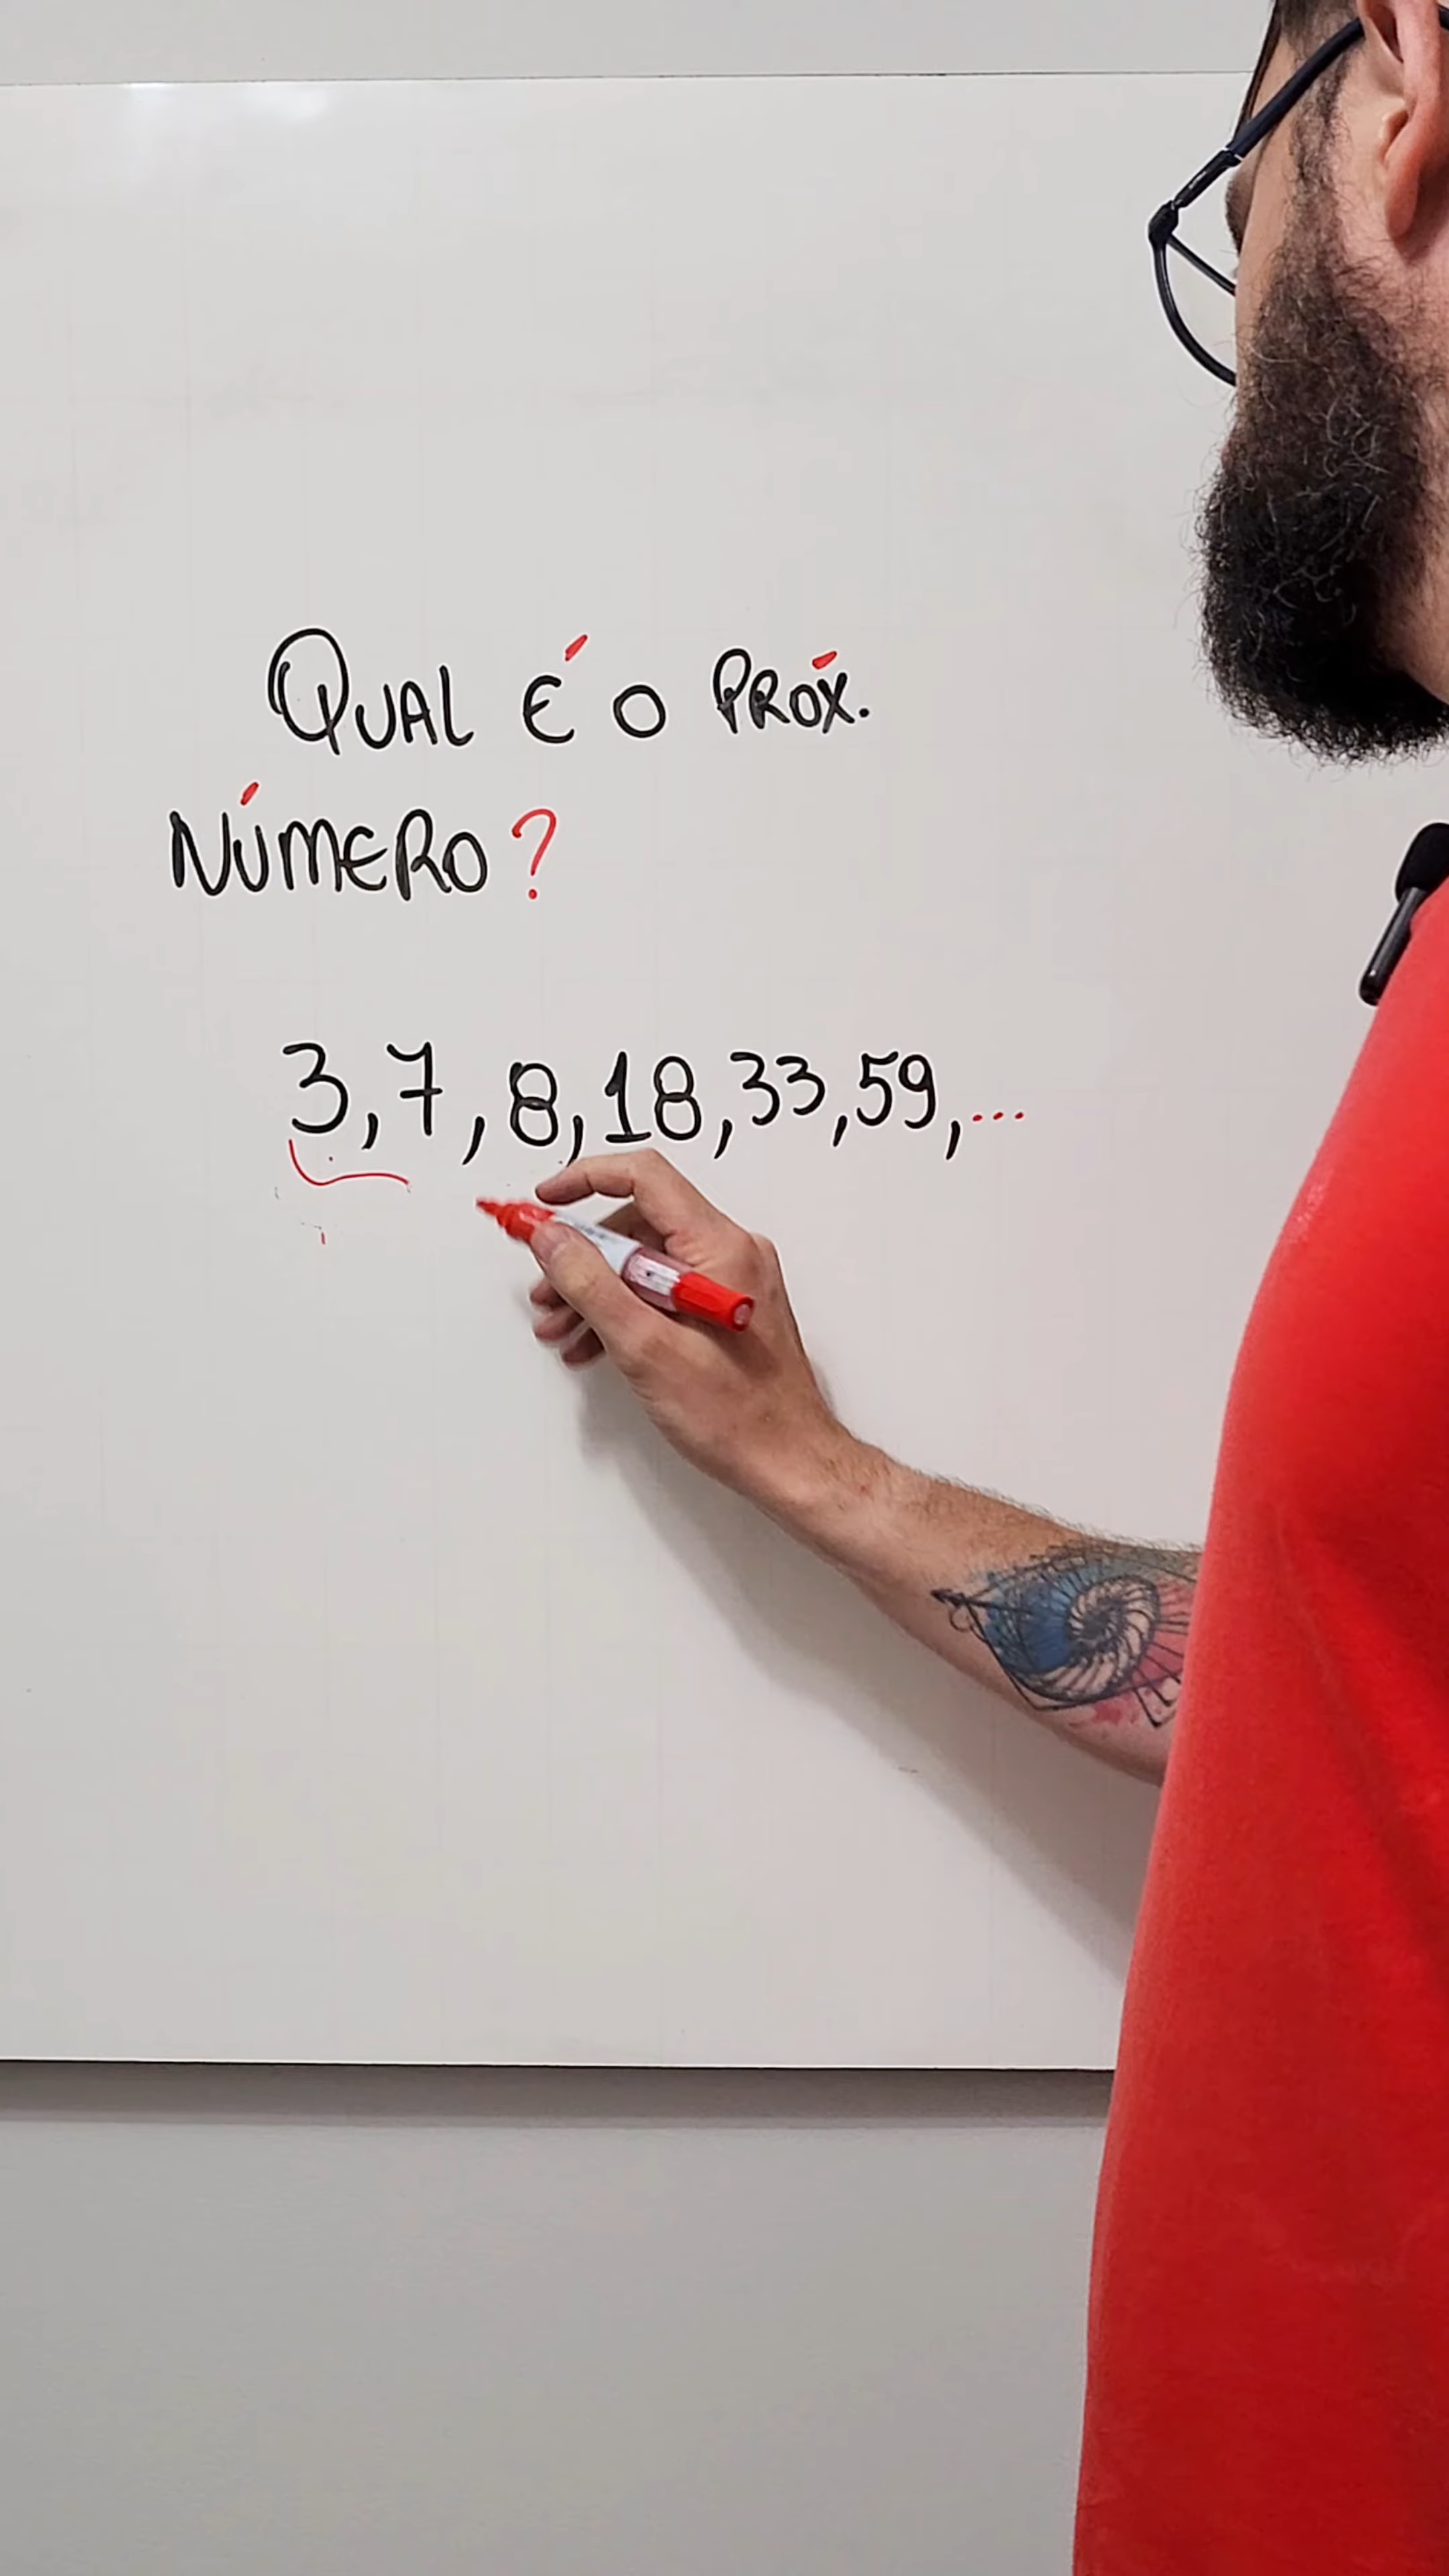 QUAL É O PRÓX.
NÚMERO?
3, 7, 8, 18, 33, 59, ...